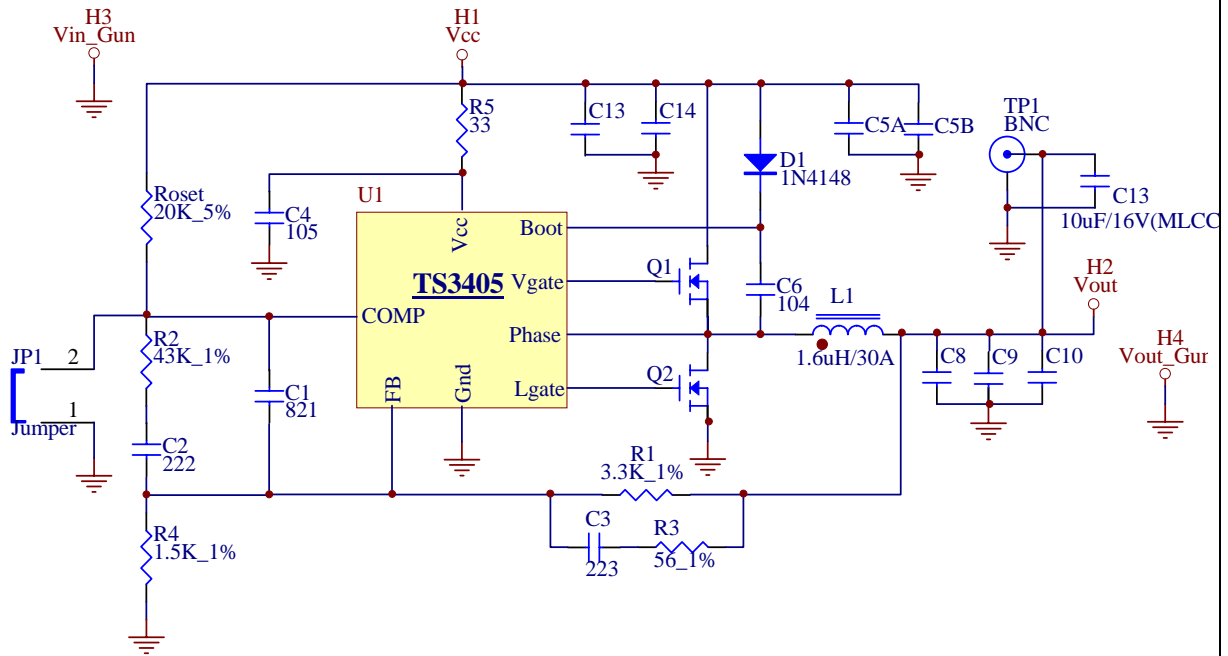 H3
Vin_Gun
H1
Vcc
R5
33
C13
C14
C5A
C5B
TP1
BNC
D1
1N4148
C13
10uF/16V(MLCC
Roset
20K_5%
C4
105
U1
Vcc
Boot
TS3405
Vgate
Q1
C6
104
L1
H2
Vout
COMP
Phase
1.6uH/30A
R2
43K_1%
JP1
2
1
Jumper
C1
821
FB
Gnd
Lgate
Q2
C8
C9
C10
H4
Vout_Gun
C2
222
R1
3.3K_1%
R4
1.5K_1%
C3
223
R3
56_1%